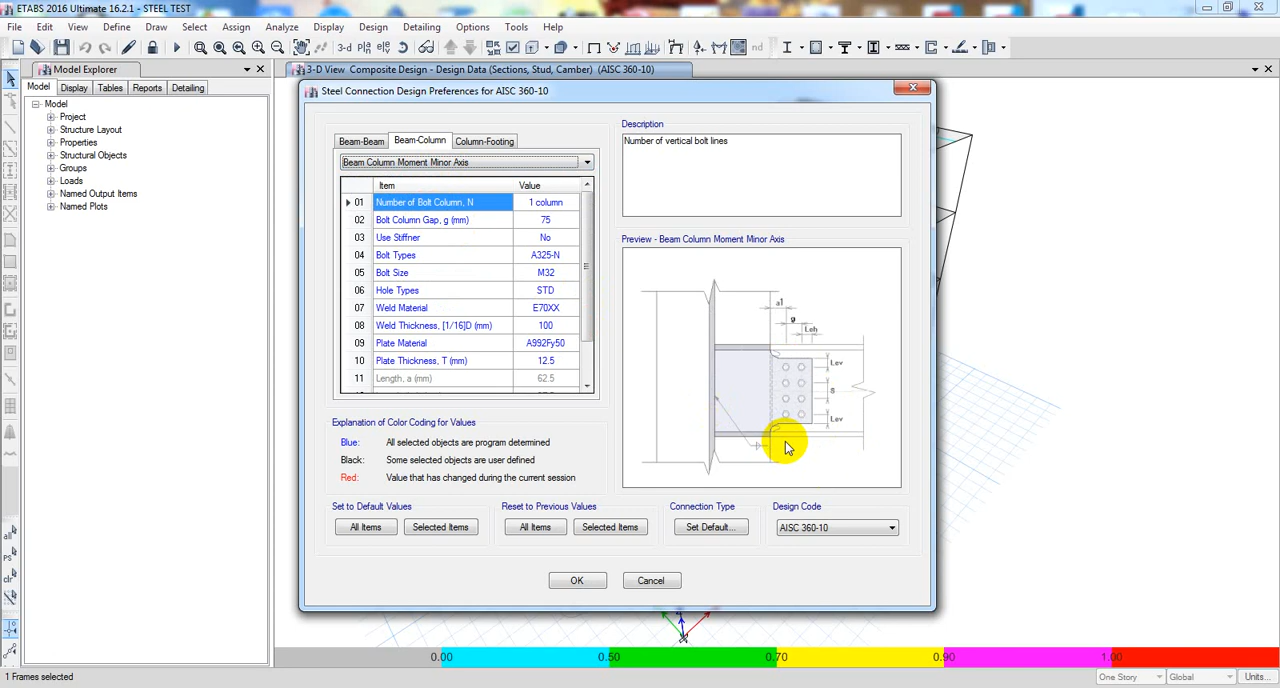 ETABS 2016 Ultimate 16.2.1 - STEEL TEST
File Edit View Define Draw Select Assign Analyze Display Design Detailing Options Tools Help
3-d
nd
Model Explorer
3-D View Composite Design - Design Data (Sections, Stud, Camber) (AISC 360-10)
Model Display Tables Reports Detailing
Model
Project
Structure Layout
Properties
Structural Objects
Groups
Loads
Named Output Items
Named Plots
all
PS
clr
Steel Connection Design Preferences for AISC 360-10
Beam-Beam Beam-Column Column-Footing
Beam Column Moment Minor Axis
Item Value
01 Number of Bolt Column, N 1 column
02 Bolt Column Gap, g (mm) 75
03 Use Stiffner No
04 Bolt Types A325-N
05 Bolt Size M32
06 Hole Types STD
07 Weld Material E70XX
08 Weld Thickness, [1/16]D (mm) 100
09 Plate Material A992Fy50
10 Plate Thickness, T (mm) 12.5
11 Length, a (mm) 62.5
Explanation of Color Coding for Values
Blue: All selected objects are program determined
Black: Some selected objects are user defined
Red: Value that has changed during the current session
Description
Number of vertical bolt lines
Preview - Beam Column Moment Minor Axis
a1
g
Leh
Lev
S
Lev
Set to Default Values
All Items Selected Items
Reset to Previous Values
All Items Selected Items
Connection Type
Set Default...
Design Code
AISC 360-10
OK Cancel
0.00 0.50 0.70 0.90 1.00
1 Frames selected
One Story Global Units...